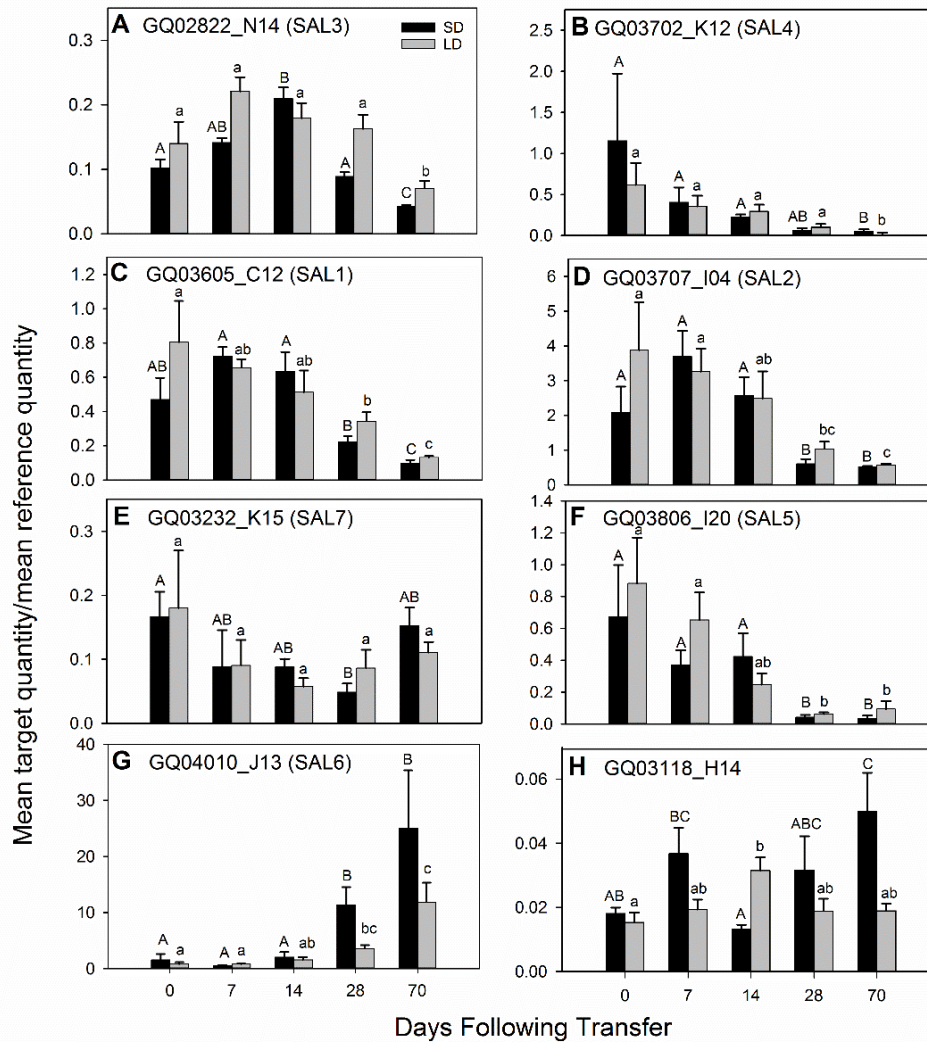 Mean target quantity/mean reference quantity
A GQ02822_N14 (SAL3)
SD
LD
0.3
0.2
0.1
0.0
A a AB a B a A a C b
B GQ03702_K12 (SAL4)
2.5
2.0
1.5
1.0
0.5
0.0
A a A a A a AB a B b
C GQ03605_C12 (SAL1)
1.2
1.0
0.8
0.6
0.4
0.2
0.0
AB a A ab A ab B b C c
D GQ03707_I04 (SAL2)
6
5
4
3
2
1
0
A a A a A ab B bc B c
E GQ03232_K15 (SAL7)
0.3
0.2
0.1
0.0
A a AB a AB a B a AB a
F GQ03806_I20 (SAL5)
1.4
1.2
1.0
0.8
0.6
0.4
0.2
0.0
A a A a A ab B b B b
G GQ04010_J13 (SAL6)
40
30
20
10
0
A a A a A ab B bc B c
0 7 14 28 70
H GQ03118_H14
0.06
0.04
0.02
0.00
AB a BC ab A b ABC ab C ab
0 7 14 28 70
Days Following Transfer